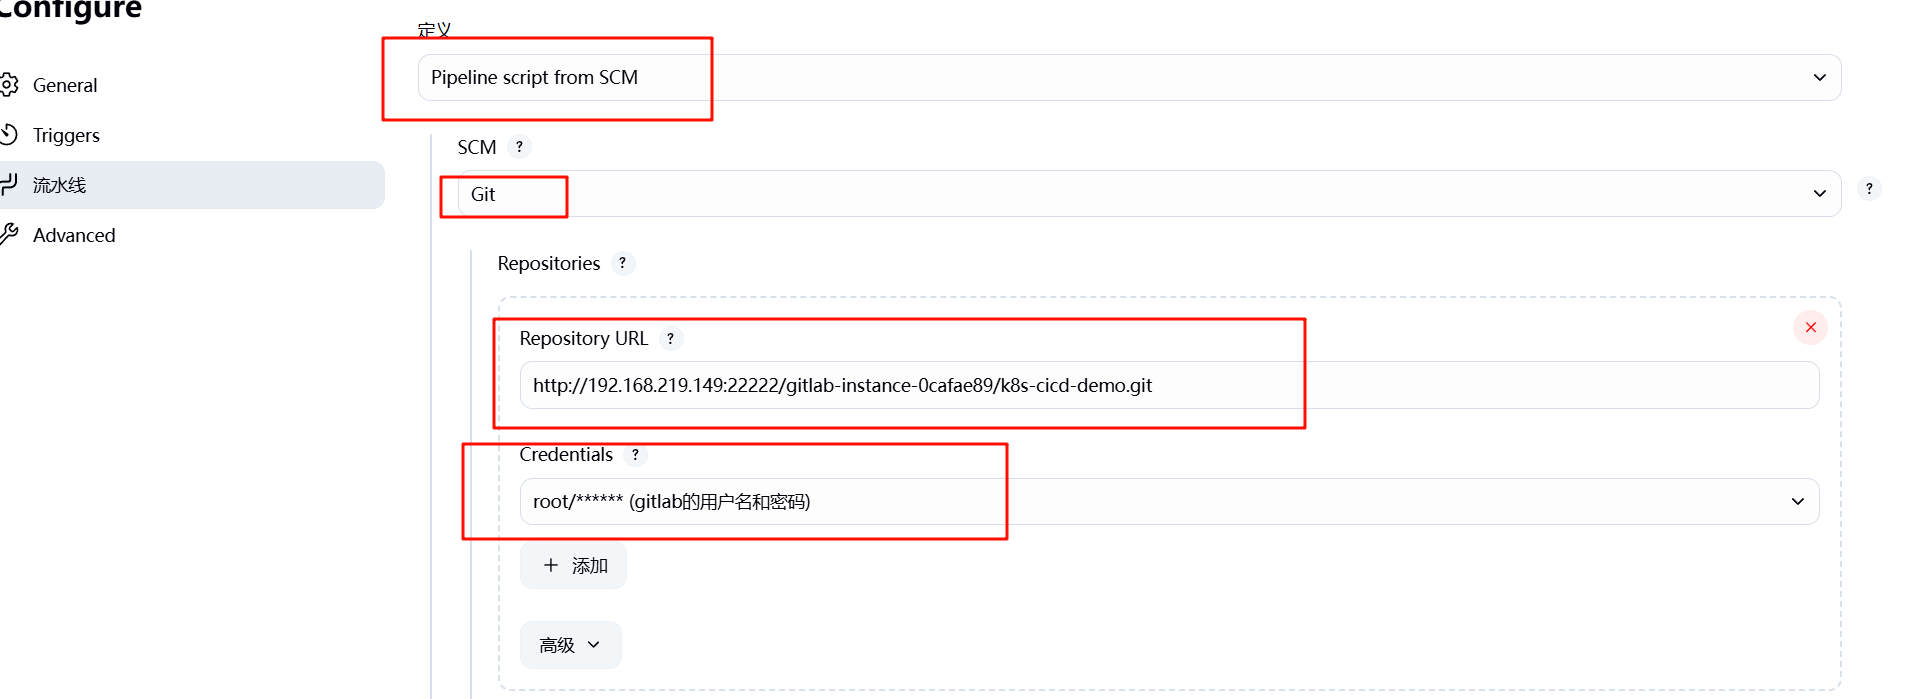 Configure
General
Triggers
流水线
Advanced
定义
Pipeline script from SCM
SCM ?
Git
?
Repositories ?
Repository URL ?
http://192.168.219.149:22222/gitlab-instance-0cafae89/k8s-cicd-demo.git
Credentials ?
root/****** (gitlab的用户名和密码)
+ 添加
高级